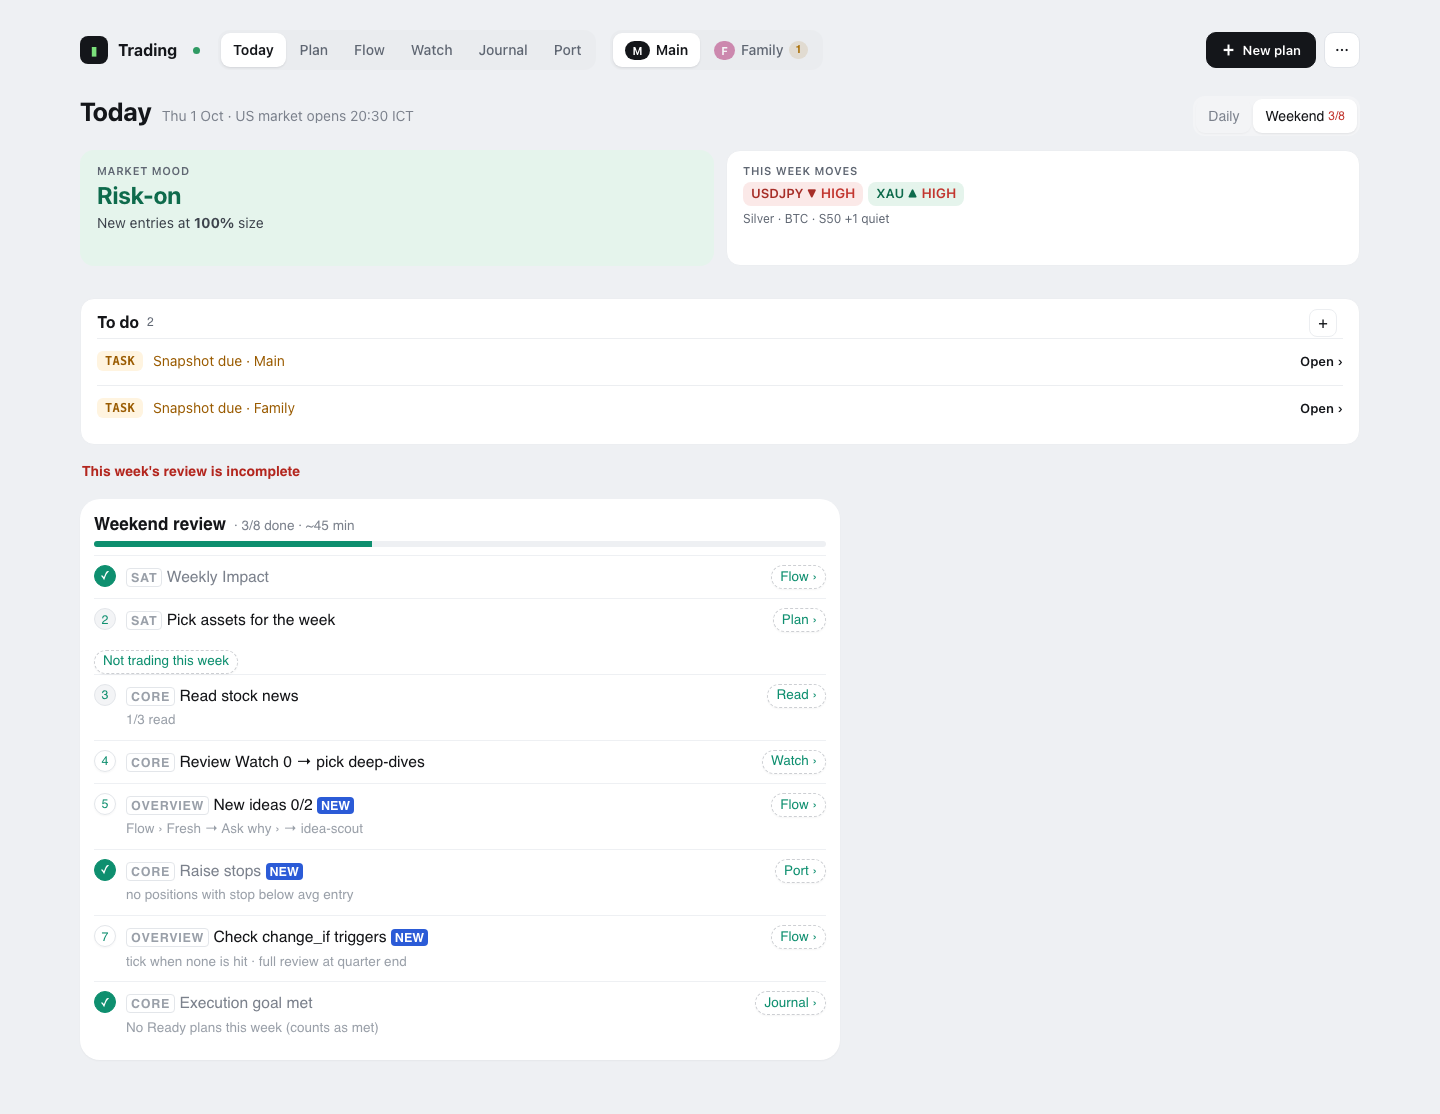 Trading
Today Plan Flow Watch Journal Port
M Main F Family 1
+ New plan ···
Today Thu 1 Oct · US market opens 20:30 ICT
Daily Weekend 3/8
MARKET MOOD
Risk-on
New entries at 100% size
THIS WEEK MOVES
USDJPY ▼ HIGH XAU ▲ HIGH
Silver · BTC · S50 +1 quiet
To do 2 +
TASK Snapshot due · Main Open ›
TASK Snapshot due · Family Open ›
This week's review is incomplete
Weekend review · 3/8 done · ~45 min
✓ SAT Weekly Impact Flow ›
2 SAT Pick assets for the week Plan ›
Not trading this week
3 CORE Read stock news Read ›
1/3 read
4 CORE Review Watch 0 → pick deep-dives Watch ›
5 OVERVIEW New ideas 0/2 NEW Flow ›
Flow › Fresh → Ask why › → idea-scout
✓ CORE Raise stops NEW Port ›
no positions with stop below avg entry
7 OVERVIEW Check change_if triggers NEW Flow ›
tick when none is hit · full review at quarter end
✓ CORE Execution goal met Journal ›
No Ready plans this week (counts as met)